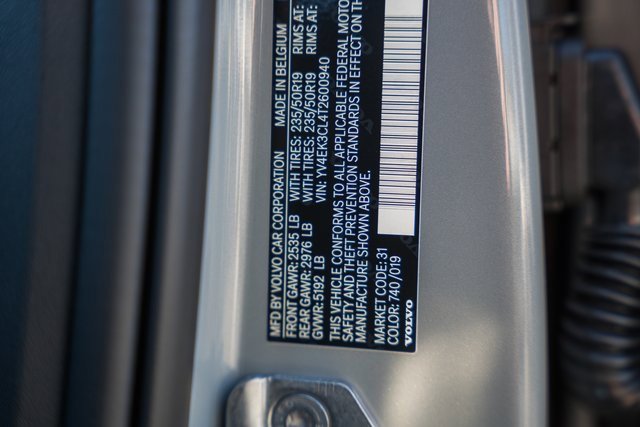 MFD BY VOLVO CAR CORPORATION MADE IN BELGIUM
FRONT GAWR: 2535 LB WITH TIRES: 235/50R19 RIMS AT:
REAR GAWR: 2976 LB WITH TIRES: 235/50R19 RIMS AT:
GVWR: 5192 LB VIN: YV4EK3CL4T2600940
THIS VEHICLE CONFORMS TO ALL APPLICABLE FEDERAL MOTO
SAFETY AND THEFT PREVENTION STANDARDS IN EFFECT ON TH
MANUFACTURE SHOWN ABOVE.
MARKET CODE: 31
COLOR: 740/019
VOLVO